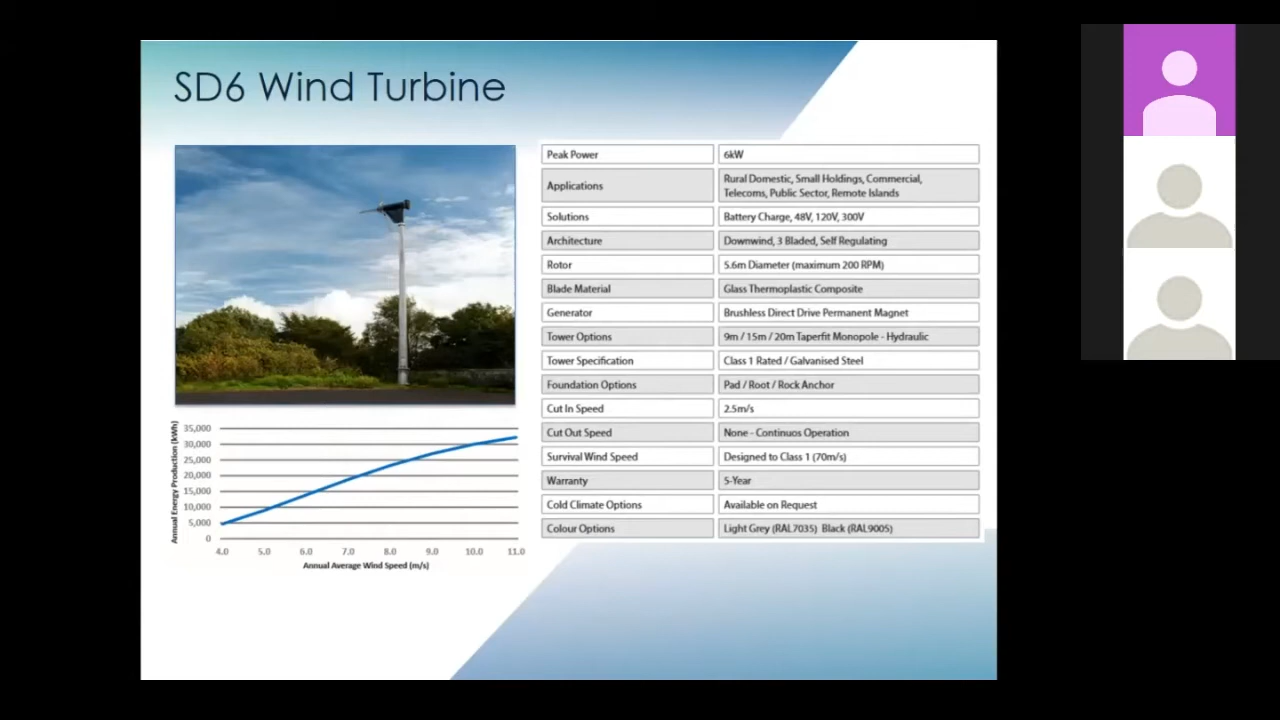 SD6 Wind Turbine
Peak Power 6kW
Applications Rural Domestic, Small Holdings, Commercial,
Telecoms, Public Sector, Remote Islands
Solutions Battery Charge, 48V, 120V, 300V
Architecture Downwind, 3 Bladed, Self Regulating
Rotor 5.6m Diameter (maximum 200 RPM)
Blade Material Glass Thermoplastic Composite
Generator Brushless Direct Drive Permanent Magnet
Tower Options 9m / 15m / 20m Taperfit Monopole - Hydraulic
Tower Specification Class 1 Rated / Galvanised Steel
Foundation Options Pad / Root / Rock Anchor
Cut In Speed 2.5m/s
Cut Out Speed None - Continuos Operation
Survival Wind Speed Designed to Class 1 (70m/s)
Warranty 5-Year
Cold Climate Options Available on Request
Colour Options Light Grey (RAL7035) Black (RAL9005)
Annual Energy Production (kWh)
35,000
30,000
25,000
20,000
15,000
10,000
5,000
0
4.0 5.0 6.0 7.0 8.0 9.0 10.0 11.0
Annual Average Wind Speed (m/s)